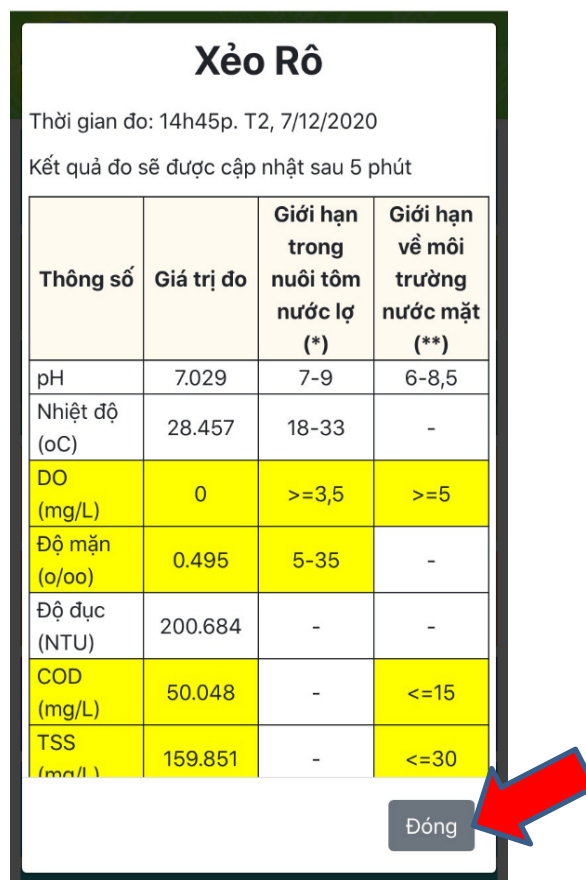 Xẻo Rô
Thời gian đo: 14h45p. T2, 7/12/2020
Kết quả đo sẽ được cập nhật sau 5 phút
Thông số Giá trị đo Giới hạn trong nuôi tôm nước lợ (*) Giới hạn về môi trường nước mặt (**)
pH 7.029 7-9 6-8,5
Nhiệt độ (oC) 28.457 18-33 -
DO (mg/L) 0 >=3,5 >=5
Độ mặn (o/oo) 0.495 5-35 -
Độ đục (NTU) 200.684 - -
COD (mg/L) 50.048 - <=15
TSS (mg/L) 159.851 - <=30
Đóng